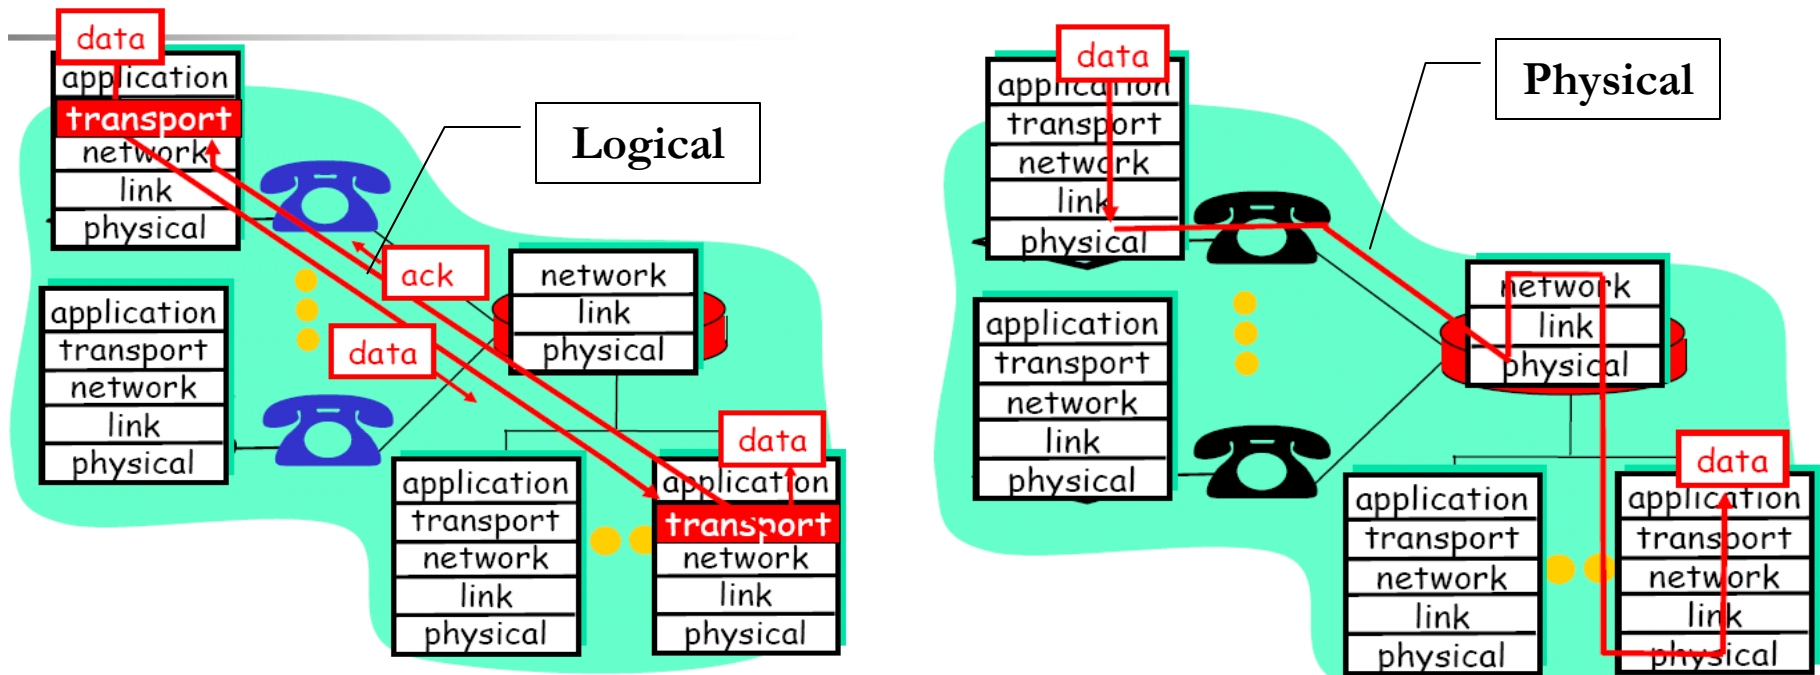 data
application
transport
network
link
physical
Logical
ack
data
application
transport
network
link
physical
network
link
physical
application
transport
network
link
physical
data
application
transport
network
link
physical
data
application
transport
network
link
physical
Physical
application
transport
network
link
physical
network
link
physical
application
transport
network
link
physical
data
application
transport
network
link
physical